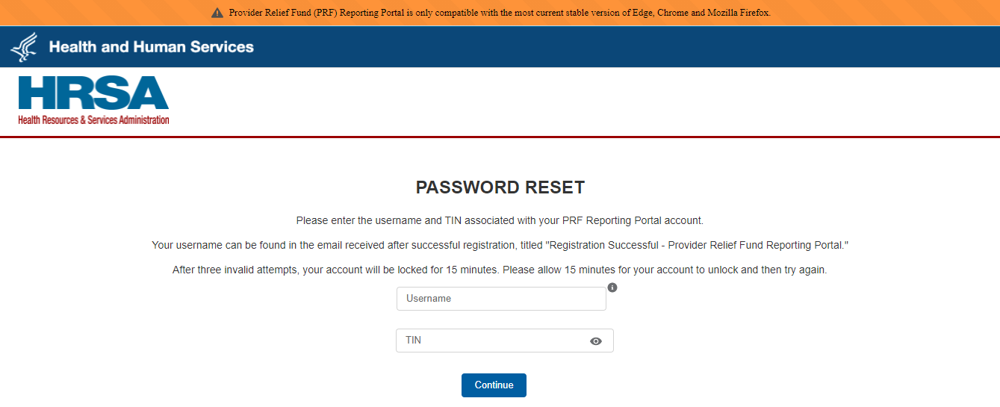 Provider Relief Fund (PRF) Reporting Portal is only compatible with the most current stable version of Edge, Chrome and Mozilla Firefox.
Health and Human Services
HRSA
Health Resources & Services Administration
PASSWORD RESET
Please enter the username and TIN associated with your PRF Reporting Portal account.
Your username can be found in the email received after successful registration, titled "Registration Successful - Provider Relief Fund Reporting Portal."
After three invalid attempts, your account will be locked for 15 minutes. Please allow 15 minutes for your account to unlock and then try again.
Username
TIN
Continue